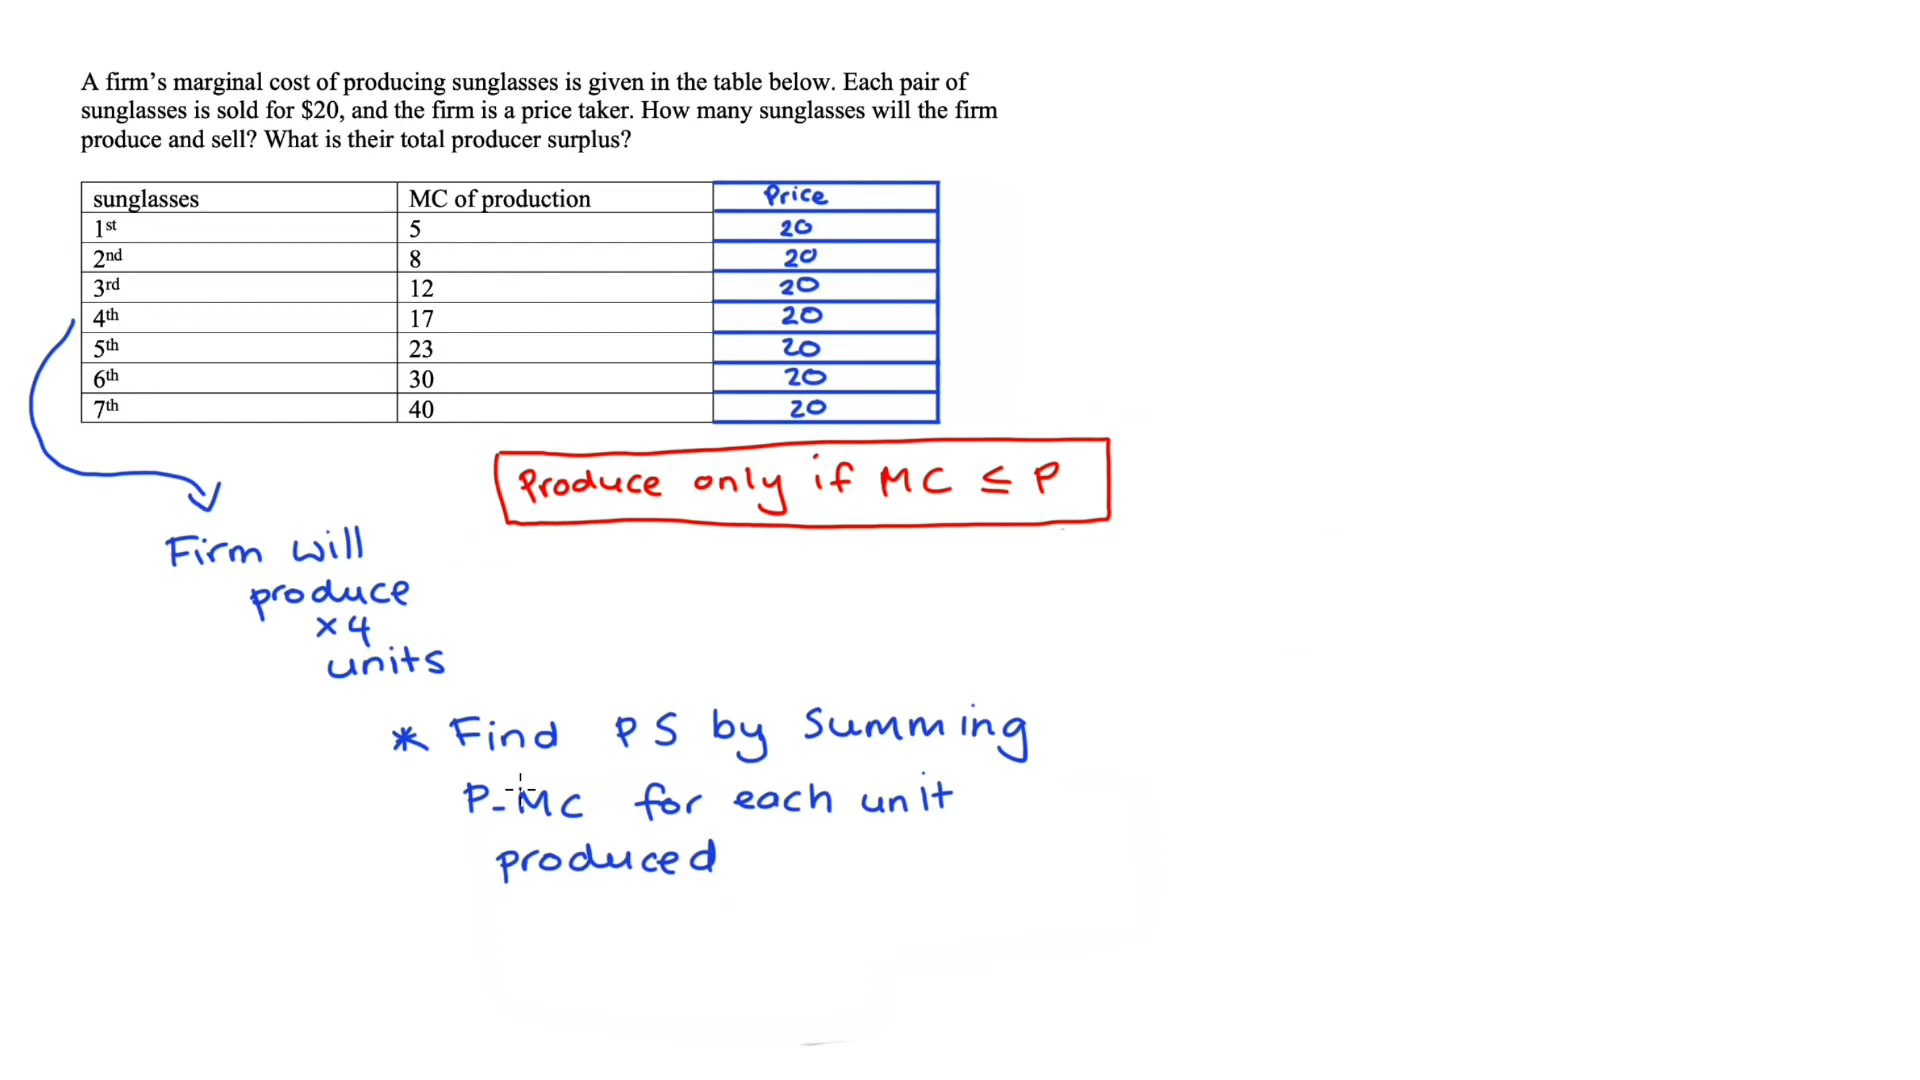 A firm’s marginal cost of producing sunglasses is given in the table below. Each pair of
sunglasses is sold for $20, and the firm is a price taker. How many sunglasses will the firm
produce and sell? What is their total producer surplus?
sunglasses MC of production Price
1st 5 20
2nd 8 20
3rd 12 20
4th 17 20
5th 23 20
6th 30 20
7th 40 20
Produce only if MC ≤ P
Firm will
produce
x 4
units
* Find PS by summing
P-MC for each unit
produced